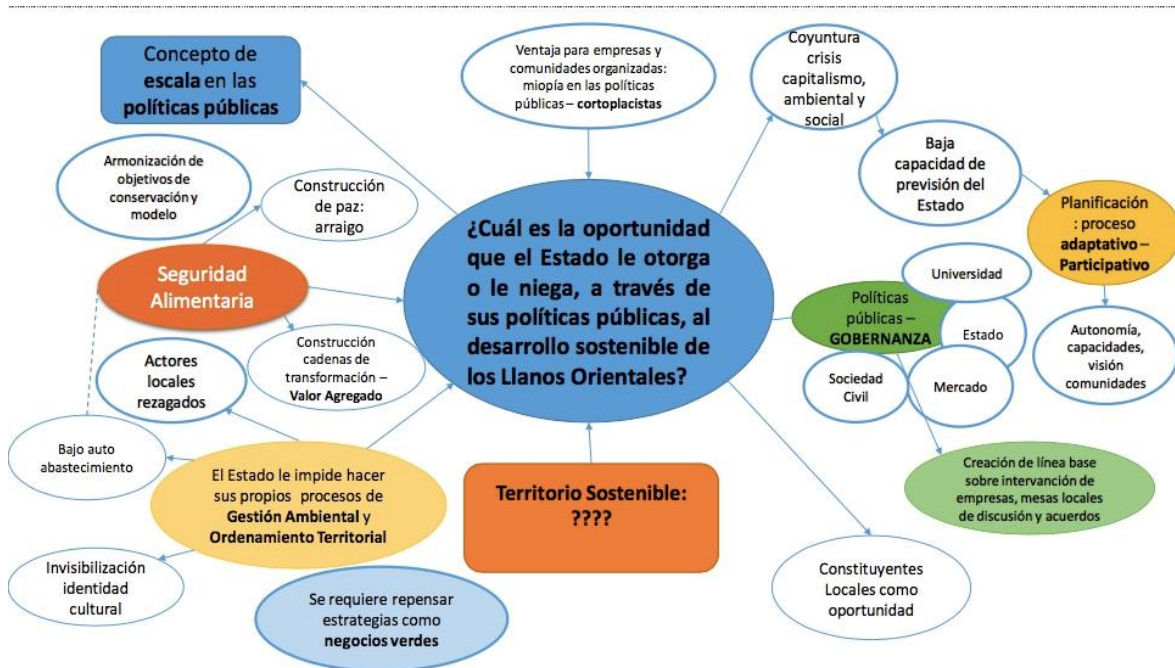 Concepto de
escala en las
políticas públicas
Ventaja para empresas y
comunidades organizadas:
miopía en las políticas
públicas – cortoplacistas
Coyuntura
crisis
capitalismo,
ambiental y
social
Baja
capacidad de
previsión del
Estado
Planificación
: proceso
adaptativo –
Participativo
Autonomía,
capacidades,
visión
comunidades
Armonización de
objetivos de
conservación y
modelo
Construcción
de paz:
arraigo
Seguridad
Alimentaria
Construcción
cadenas de
transformación –
Valor Agregado
¿Cuál es la oportunidad
que el Estado le otorga
o le niega, a través de
sus políticas públicas, al
desarrollo sostenible de
los Llanos Orientales?
Universidad
Políticas
públicas –
GOBERNANZA
Estado
Sociedad
Civil
Mercado
Actores
locales
rezagados
Bajo auto
abastecimiento
El Estado le impide hacer
sus propios procesos de
Gestión Ambiental y
Ordenamiento Territorial
Invisibilización
identidad
cultural
Territorio Sostenible:
????
Creación de línea base
sobre intervanción de
empresas, mesas locales
de discusión y acuerdos
Constituyentes
Locales como
oportunidad
Se requiere repensar
estrategias como
negocios verdes